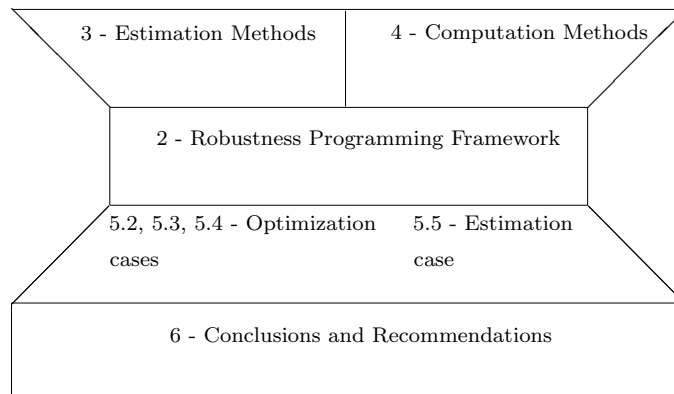 3 - Estimation Methods
4 - Computation Methods
2 - Robustness Programming Framework
5.2, 5.3, 5.4 - Optimization
cases
5.5 - Estimation
case
6 - Conclusions and Recommendations